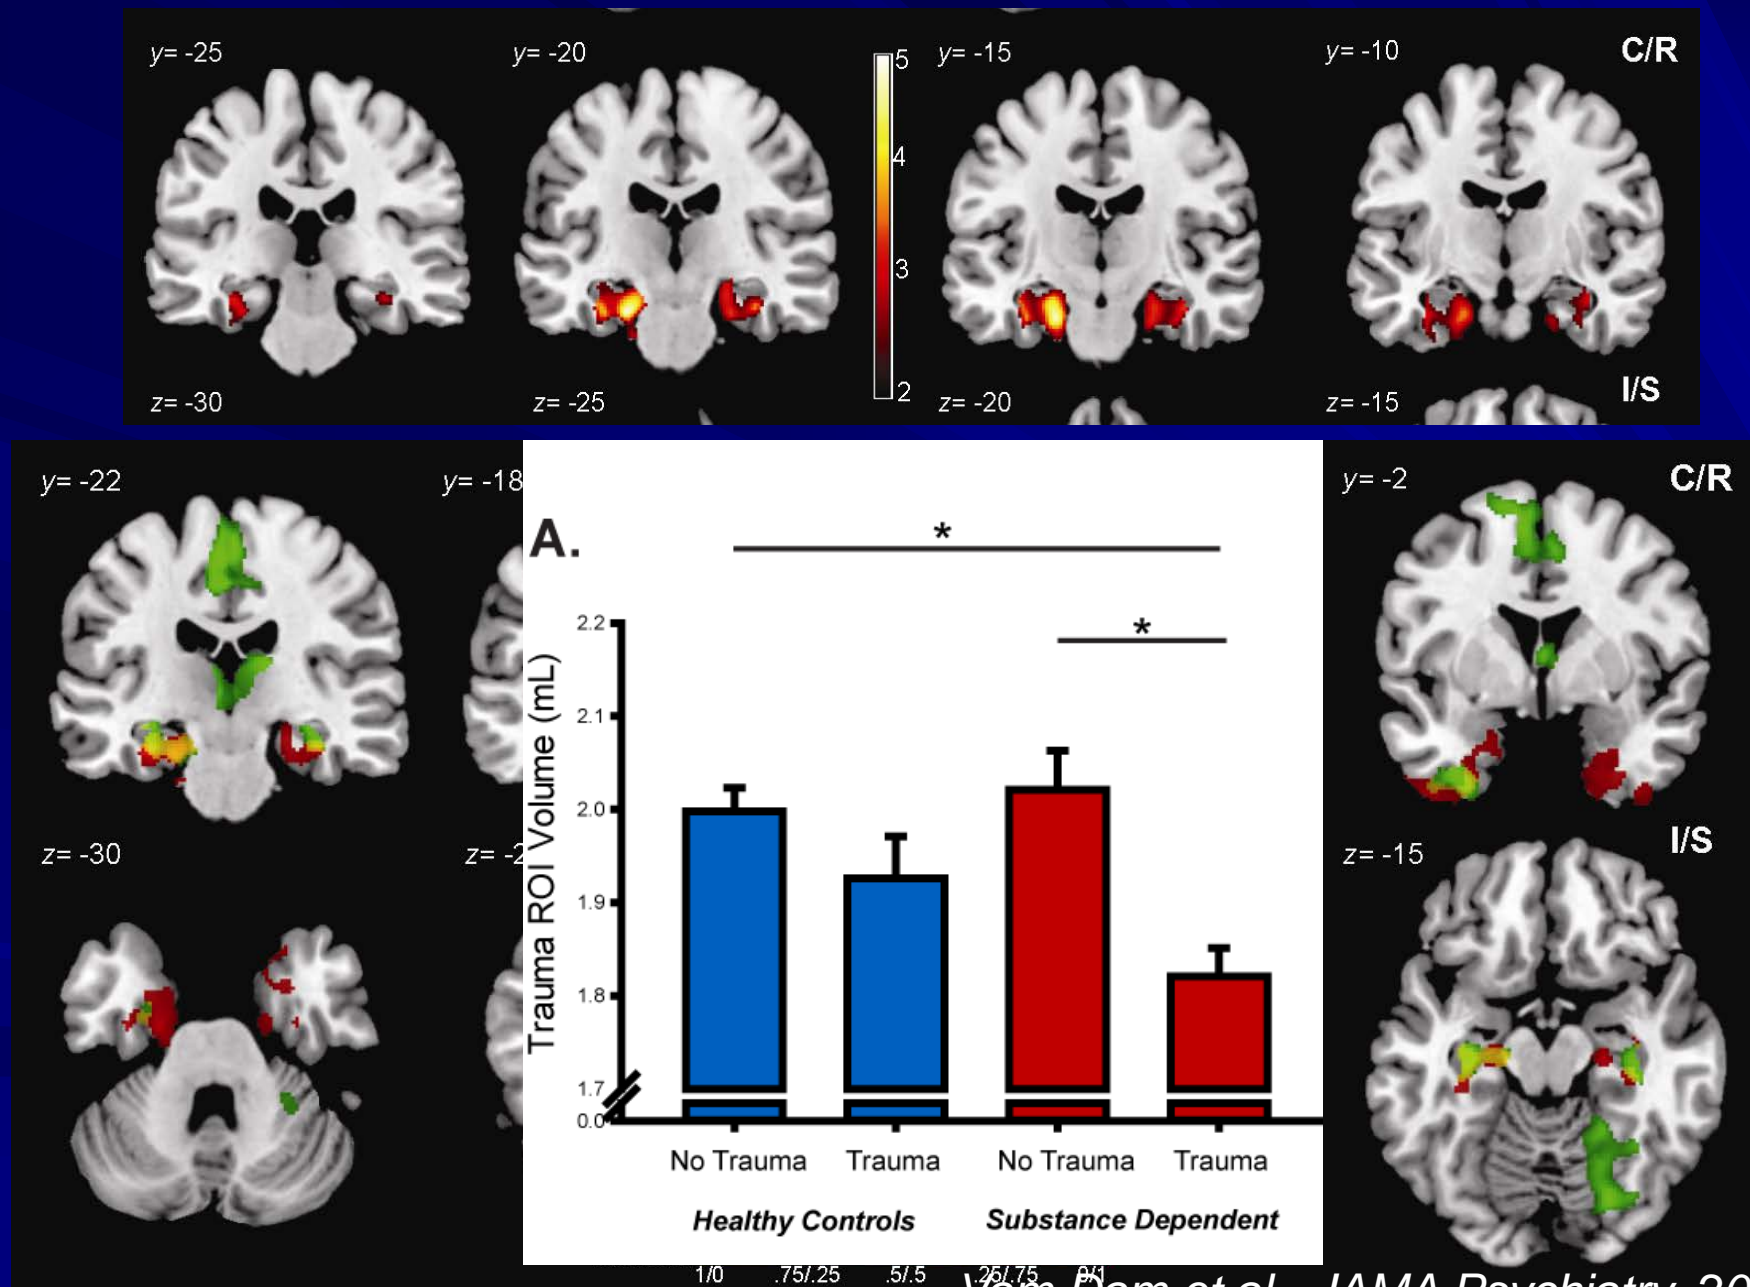 y= -25
y= -20
y= -15
y= -10
C/R
5
4
3
2
z= -30
z= -25
z= -20
z= -15
I/S
y= -22
y= -18
y= -2
C/R
A.
*
*
Trauma ROI Volume (mL)
2.2
2.1
2.0
1.9
1.8
1.7
0.0
z= -30
z= -2
z= -15
I/S
No Trauma
Trauma
No Trauma
Trauma
Healthy Controls
Substance Dependent
1/0 .75/.25 .5/.5 .25/.75 0/1